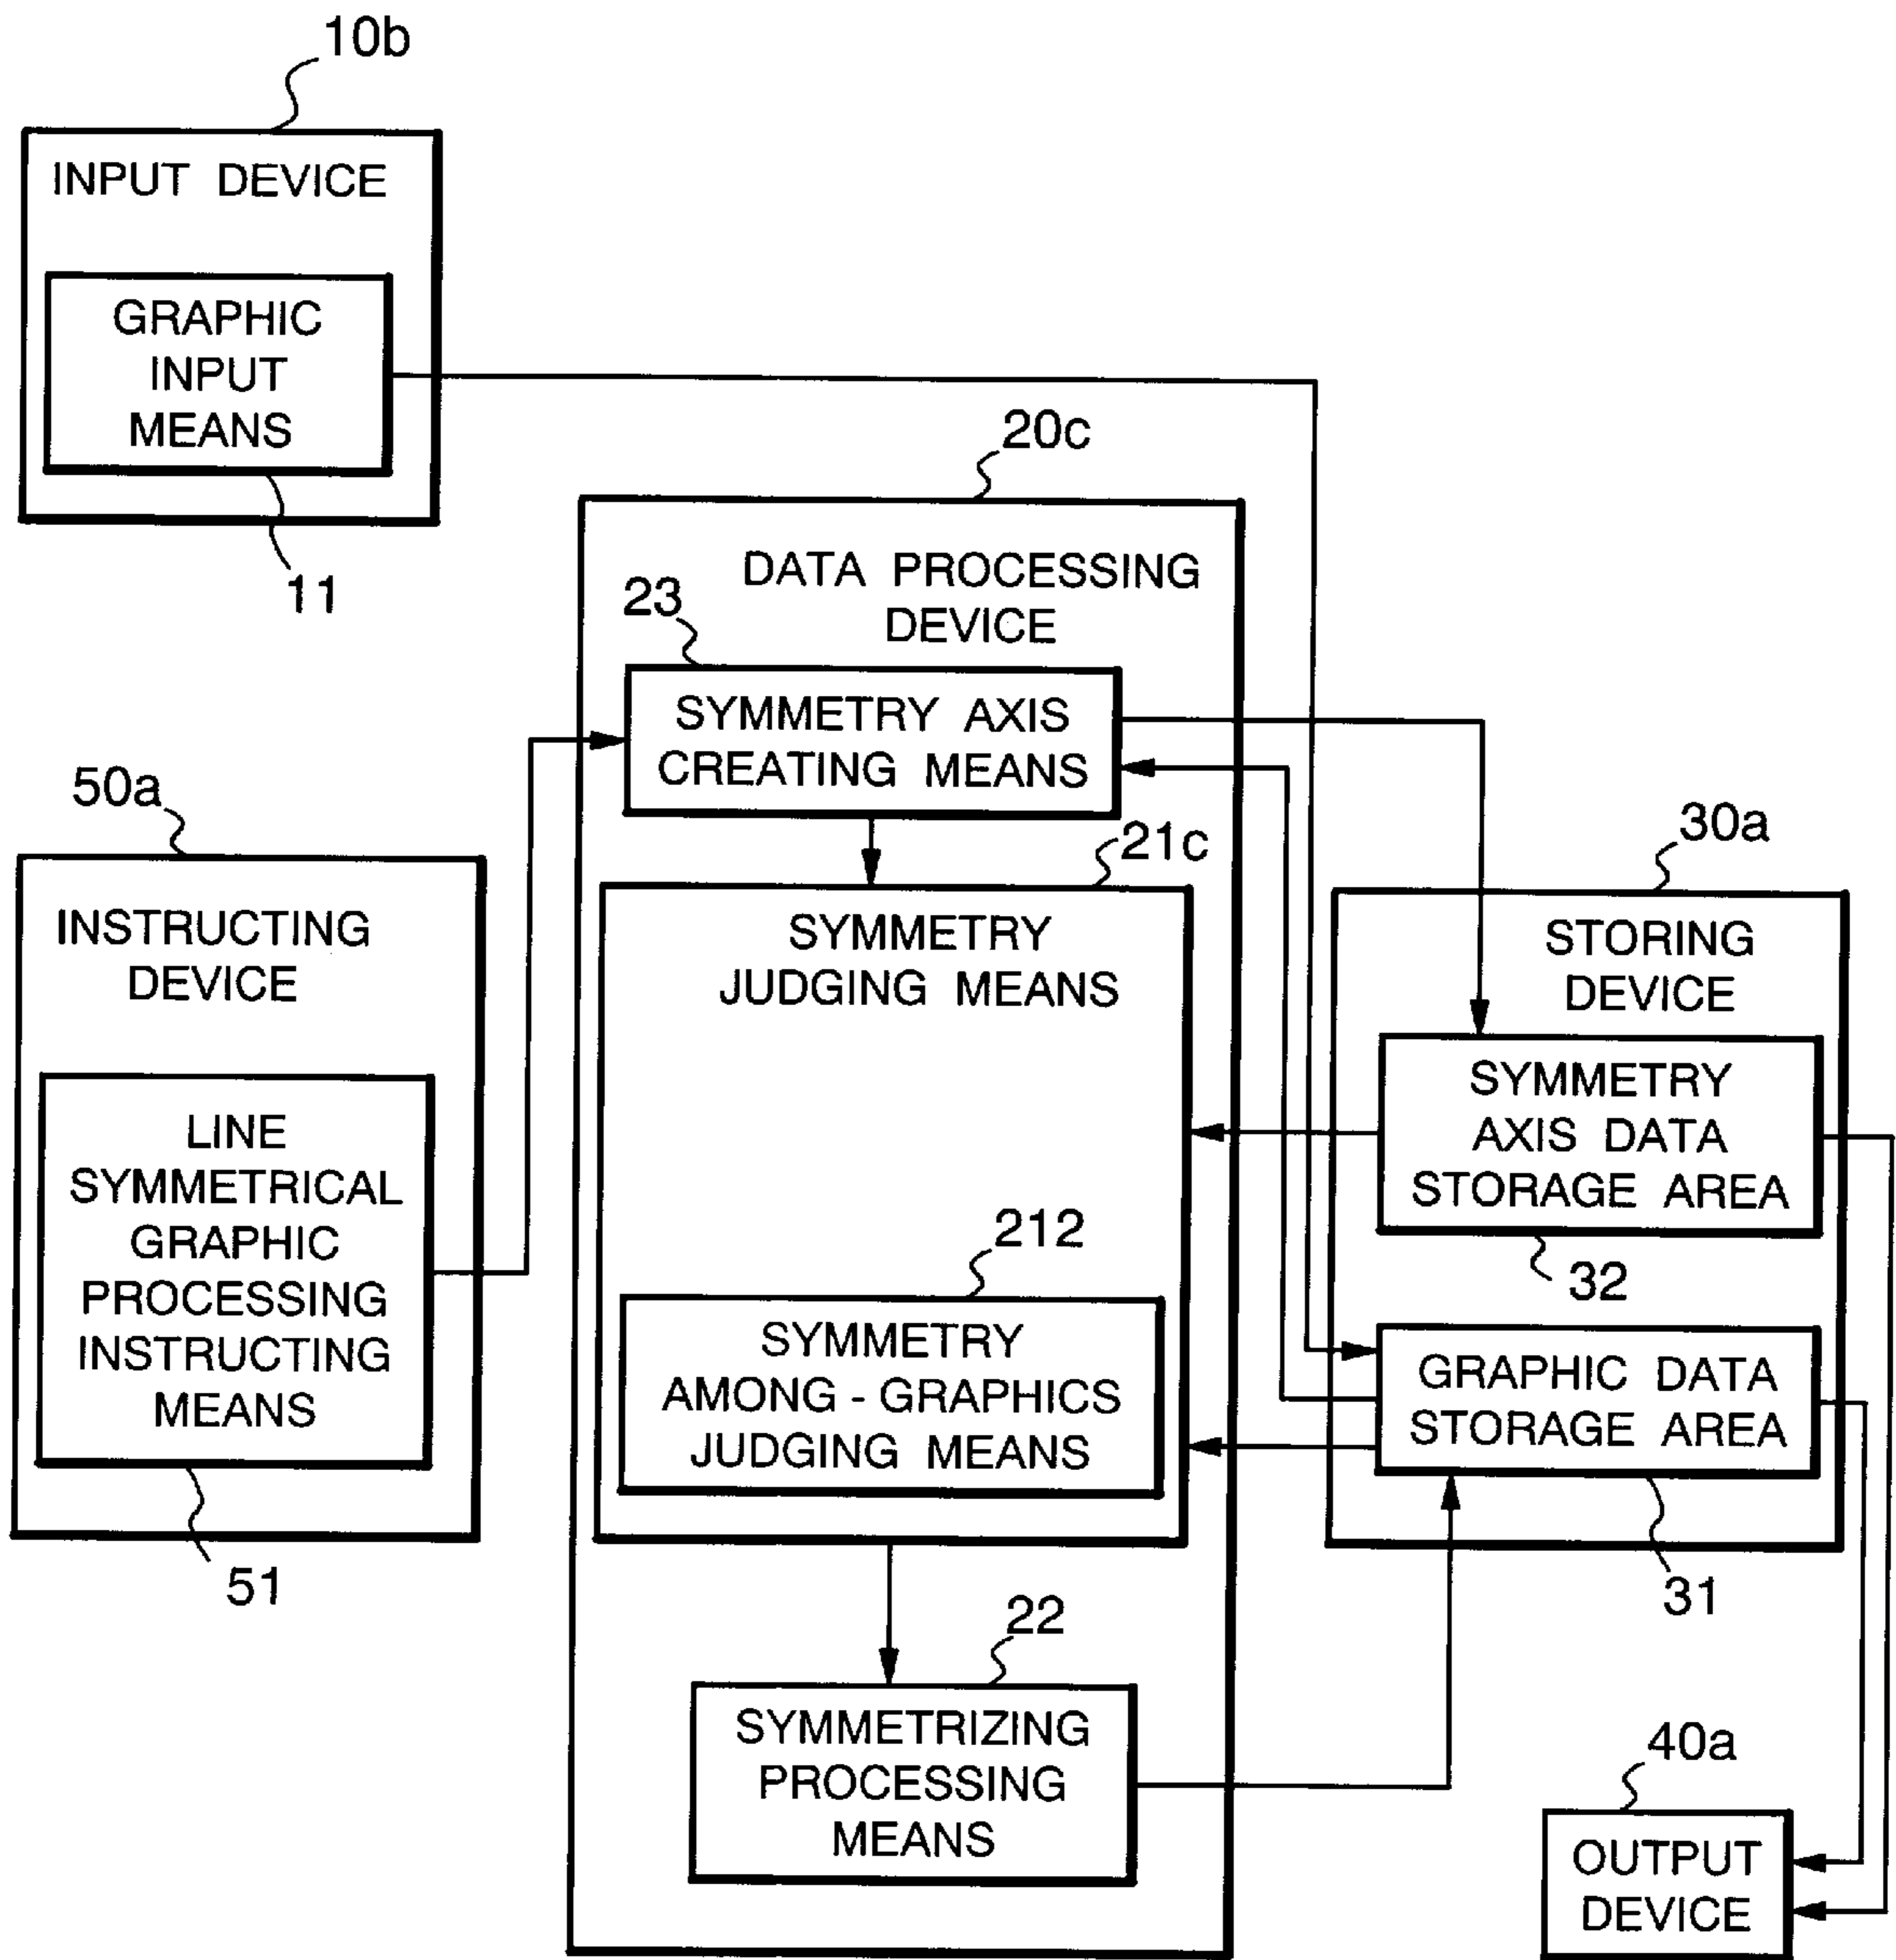 10b
INPUT DEVICE
GRAPHIC
INPUT
MEANS
11
20c
DATA PROCESSING
DEVICE
23
SYMMETRY AXIS
CREATING MEANS
50a
INSTRUCTING
DEVICE
LINE
SYMMETRICAL
GRAPHIC
PROCESSING
INSTRUCTING
MEANS
51
21c
SYMMETRY
JUDGING MEANS
212
SYMMETRY
AMONG - GRAPHICS
JUDGING MEANS
22
SYMMETRIZING
PROCESSING
MEANS
30a
STORING
DEVICE
SYMMETRY
AXIS DATA
STORAGE AREA
32
GRAPHIC DATA
STORAGE AREA
31
40a
OUTPUT
DEVICE